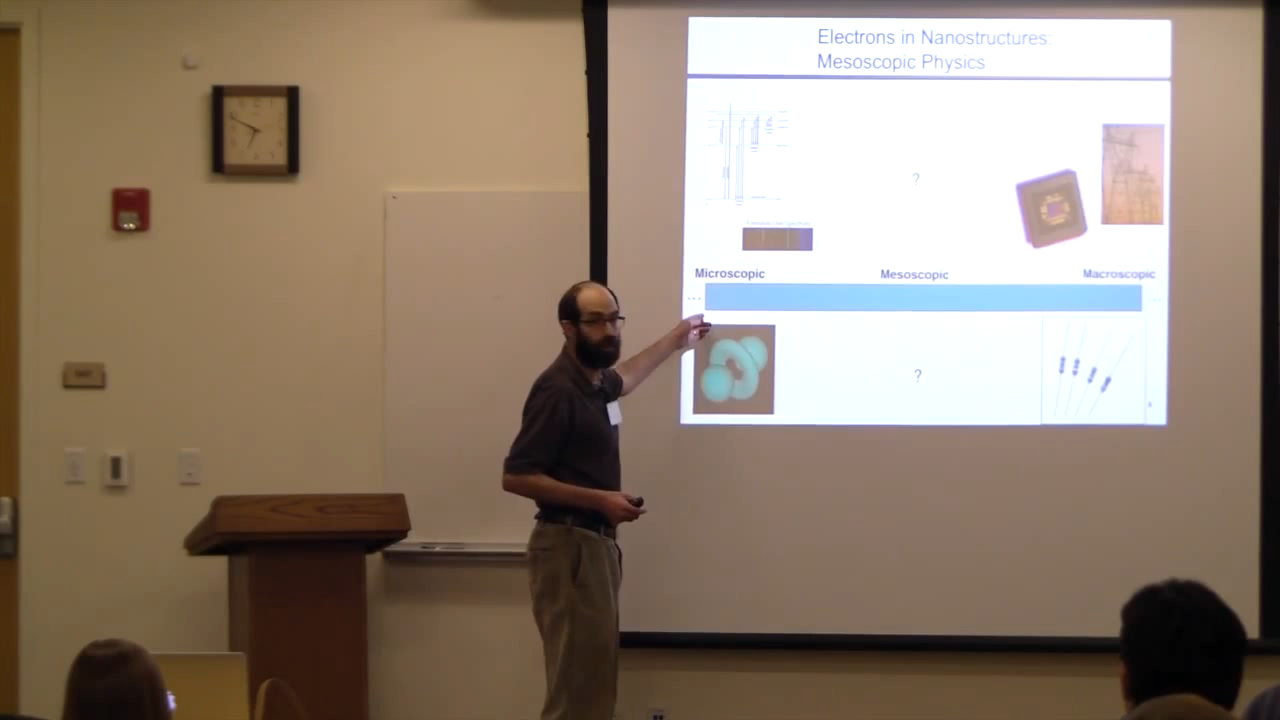 Electrons in Nanostructures:
Mesoscopic Physics
?
Microscopic
Mesoscopic
Macroscopic
?